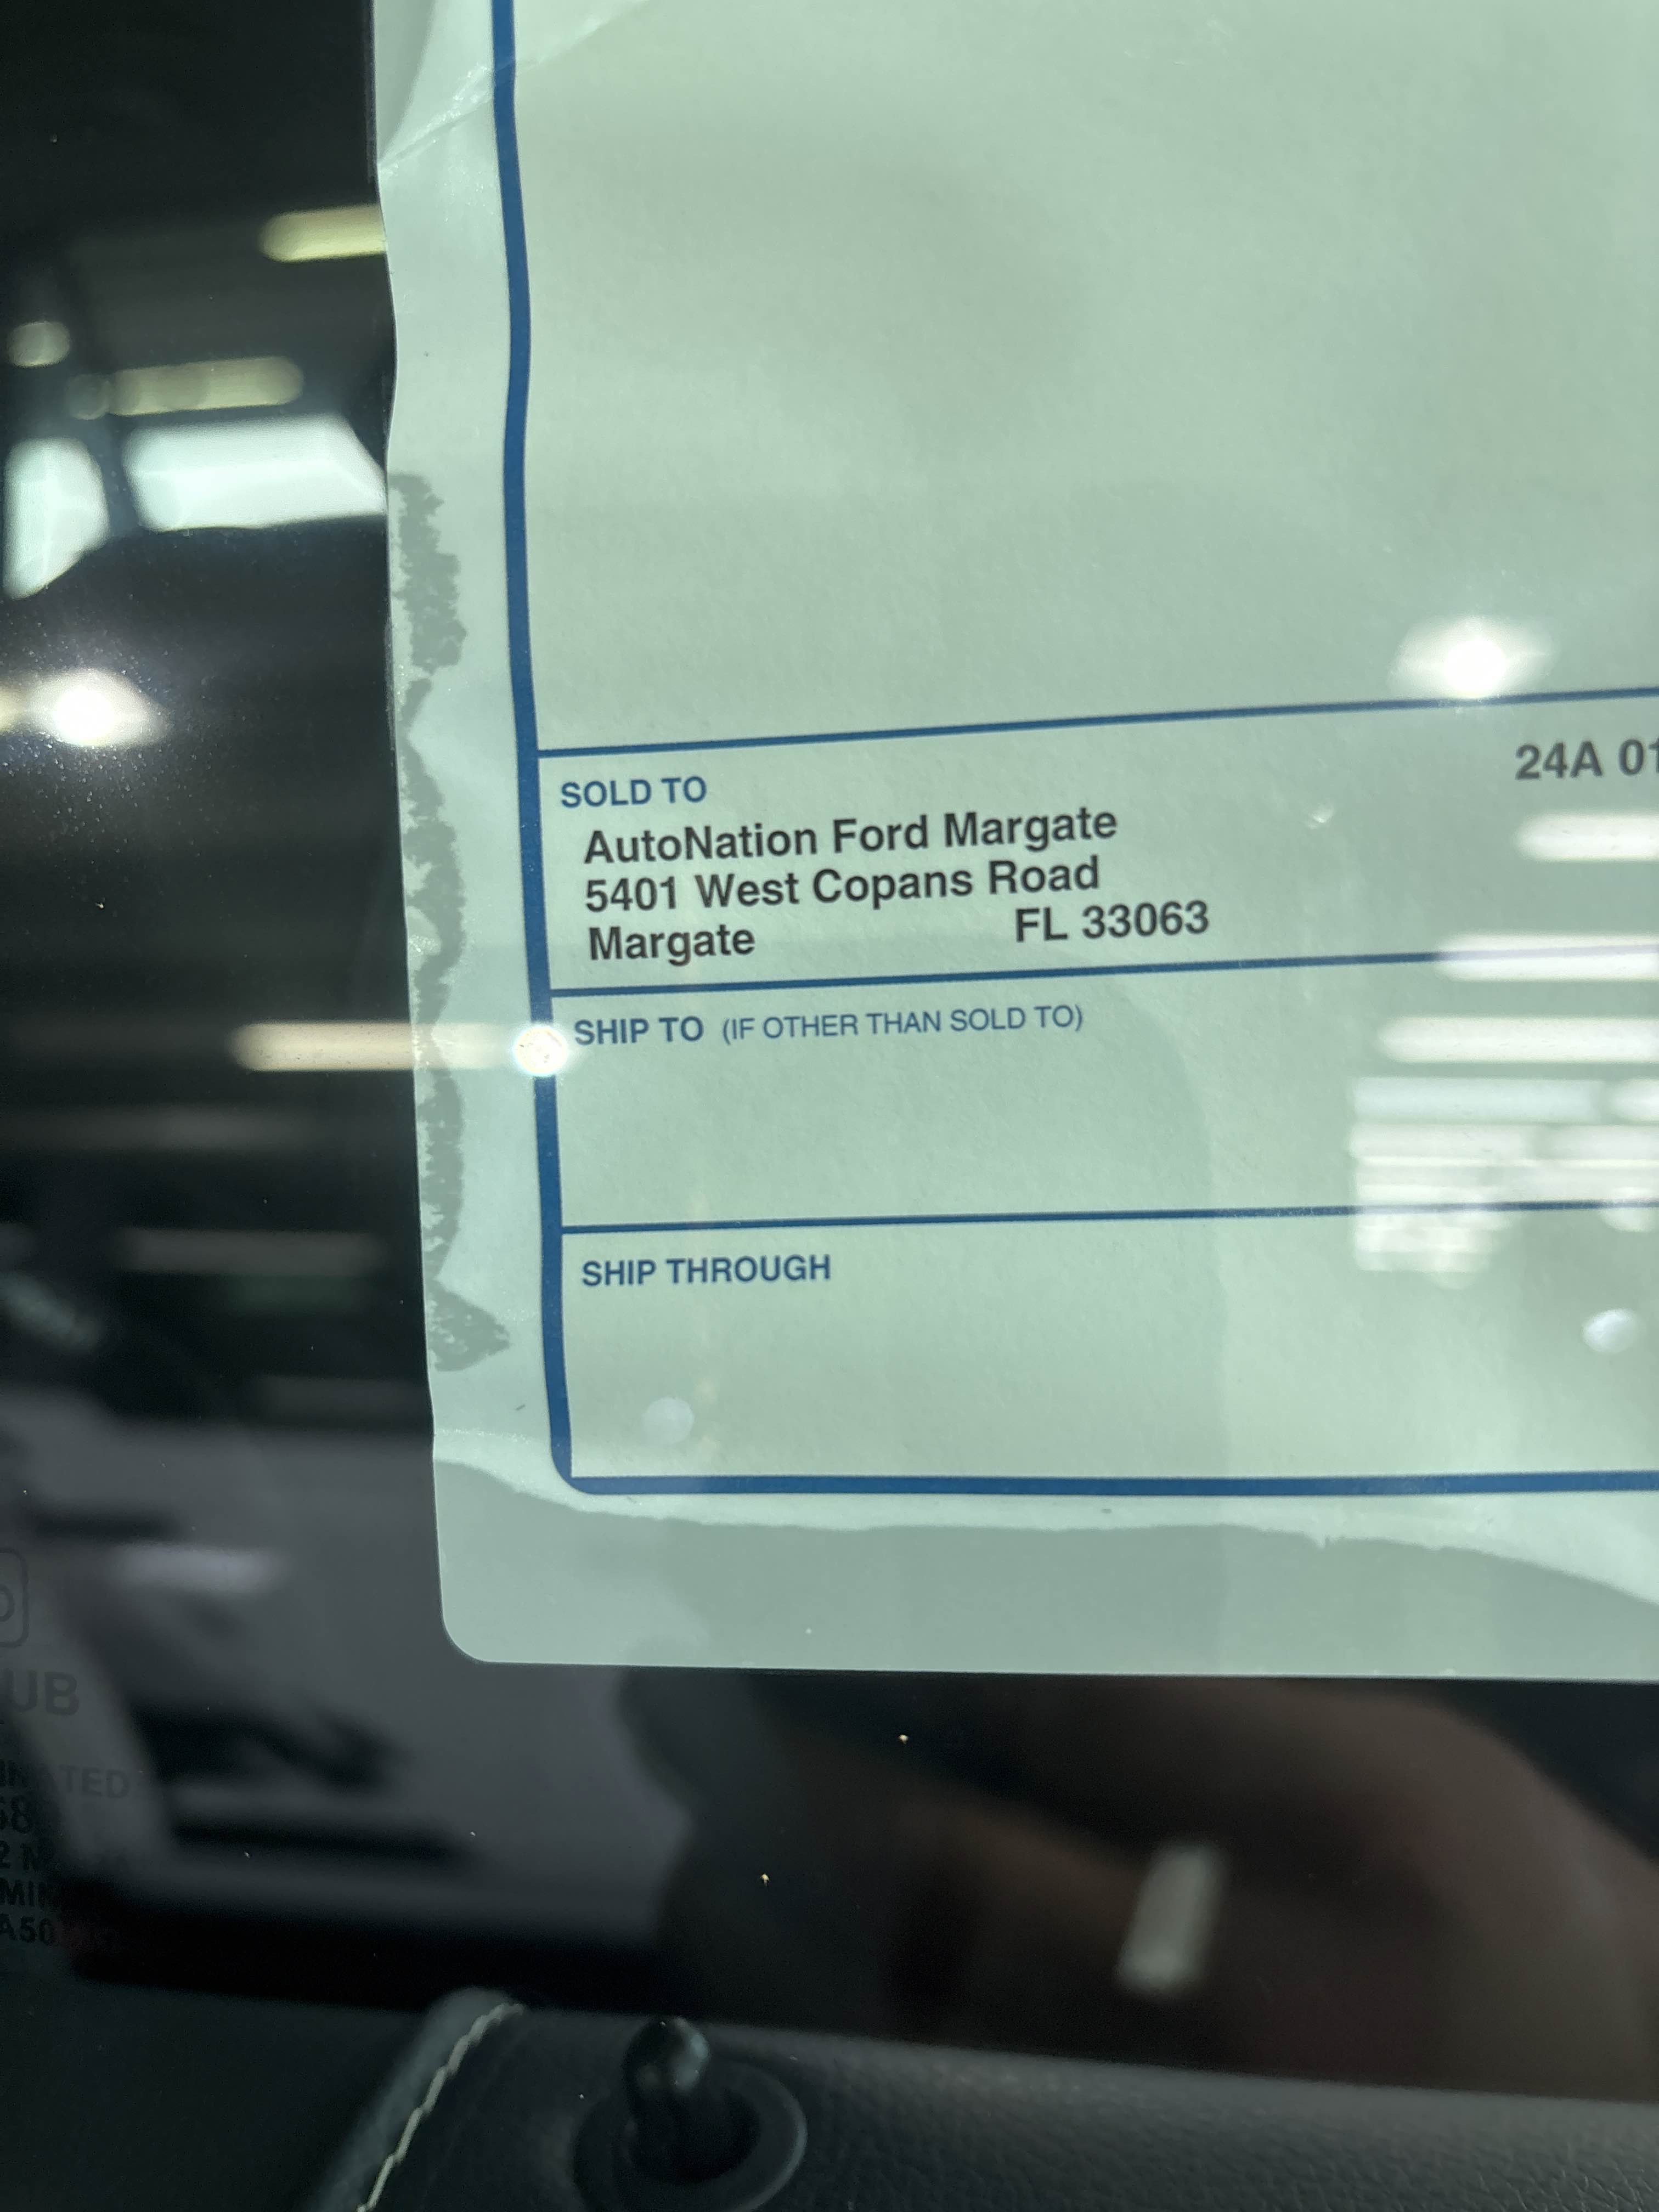 SOLD TO
24A 01
AutoNation Ford Margate
5401 West Copans Road
Margate FL 33063
SHIP TO (IF OTHER THAN SOLD TO)
SHIP THROUGH
UB